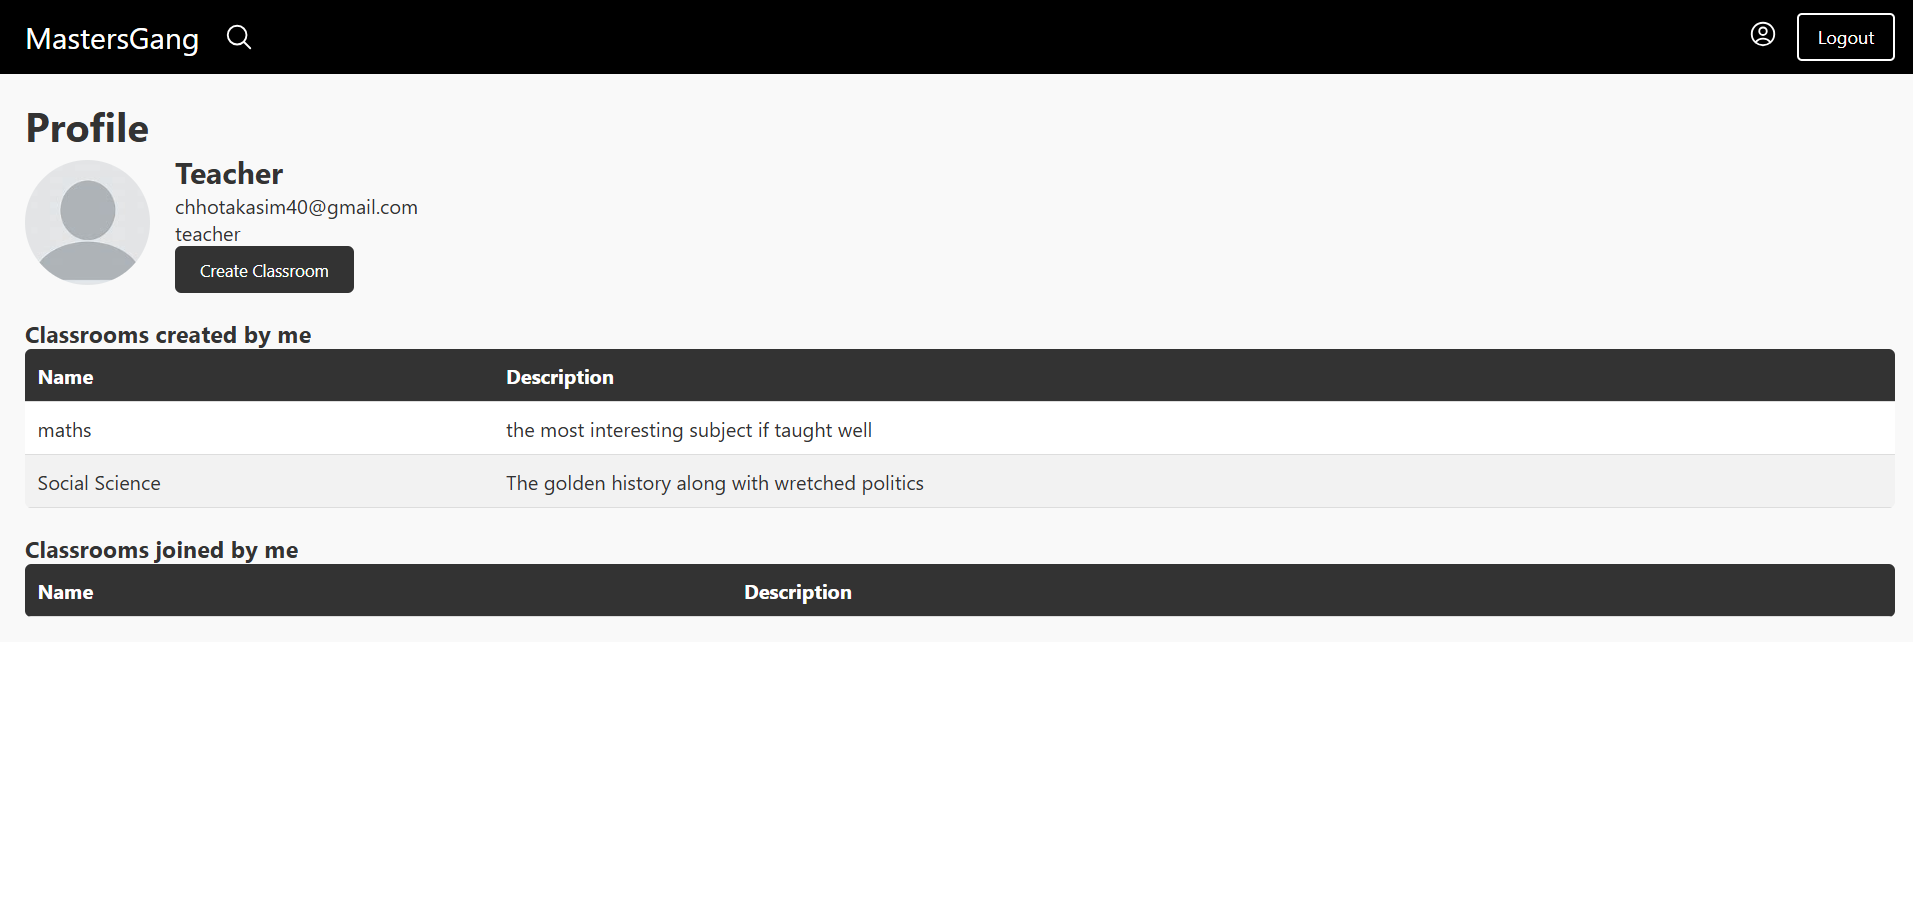 MastersGang
Logout
Profile
Teacher
chhotakasim40@gmail.com
teacher
Create Classroom
Classrooms created by me
Name Description
maths the most interesting subject if taught well
Social Science The golden history along with wretched politics
Classrooms joined by me
Name Description